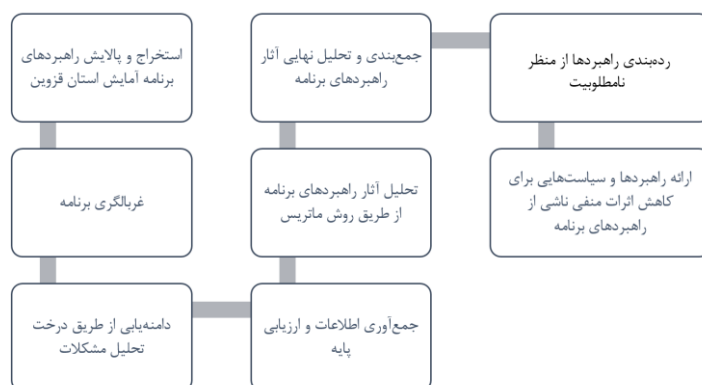 استخراج و پالایش راهبردهای
برنامه آمایش استان قزوین
غربالگری برنامه
دامنه‌یابی از طریق درخت
تحلیل مشکلات
جمع‌آوری اطلاعات و ارزیابی
پایه
تحلیل آثار راهبردهای برنامه
از طریق روش ماتریس
جمع‌بندی و تحلیل نهایی آثار
راهبردهای برنامه
رده‌بندی راهبردها از منظر
نامطلوبیت
ارائه راهبردها و سیاست‌هایی برای
کاهش اثرات منفی ناشی از
راهبردهای برنامه